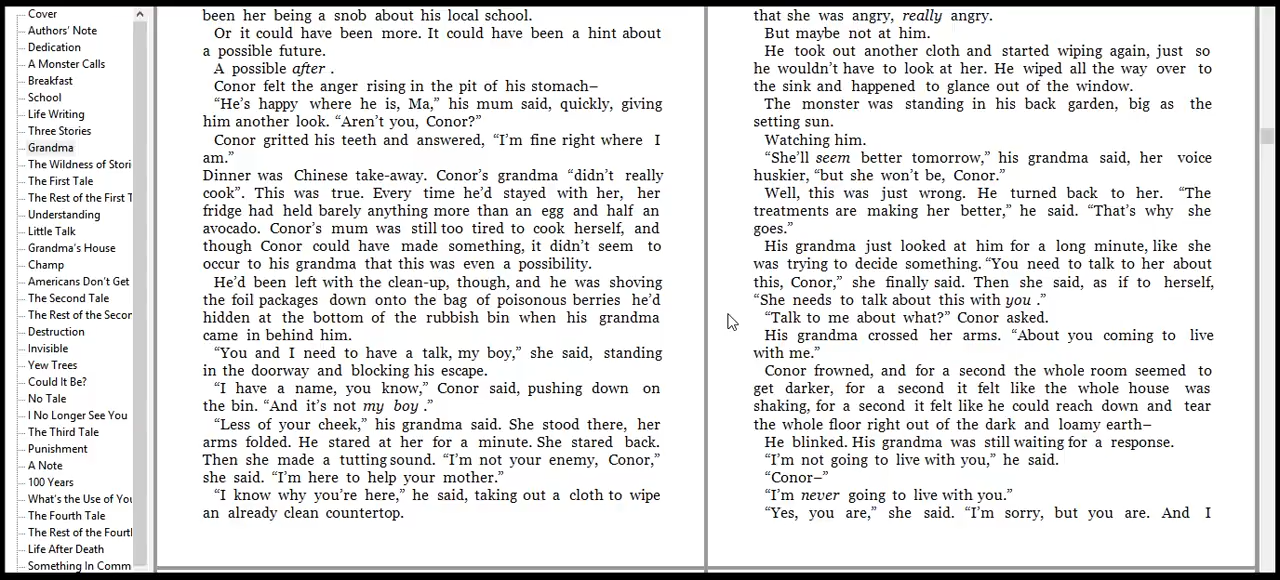 Cover
Authors' Note
Dedication
A Monster Calls
Breakfast
School
Life Writing
Three Stories
Grandma
The Wildness of Stori
The First Tale
The Rest of the First T
Understanding
Little Talk
Grandma's House
Champ
Americans Don't Get
The Second Tale
The Rest of the Secor
Destruction
Invisible
Yew Trees
Could It Be?
No Tale
I No Longer See You
The Third Tale
Punishment
A Note
100 Years
What's the Use of You
The Fourth Tale
The Rest of the Fourth
Life After Death
Something In Comm
been her being a snob about his local school.
Or it could have been more. It could have been a hint about
a possible future.
A possible after .
Conor felt the anger rising in the pit of his stomach–
“He’s happy where he is, Ma,” his mum said, quickly, giving
him another look. “Aren’t you, Conor?”
Conor gritted his teeth and answered, “I’m fine right where I
am.”
Dinner was Chinese take-away. Conor’s grandma “didn’t really
cook”. This was true. Every time he’d stayed with her, her
fridge had held barely anything more than an egg and half an
avocado. Conor’s mum was still too tired to cook herself, and
though Conor could have made something, it didn’t seem to
occur to his grandma that this was even a possibility.
He’d been left with the clean-up, though, and he was shoving
the foil packages down onto the bag of poisonous berries he’d
hidden at the bottom of the rubbish bin when his grandma
came in behind him.
“You and I need to have a talk, my boy,” she said, standing
in the doorway and blocking his escape.
“I have a name, you know,” Conor said, pushing down on
the bin. “And it’s not my boy .”
“Less of your cheek,” his grandma said. She stood there, her
arms folded. He stared at her for a minute. She stared back.
Then she made a tutting sound. “I’m not your enemy, Conor,”
she said. “I’m here to help your mother.”
“I know why you’re here,” he said, taking out a cloth to wipe
an already clean countertop.
that she was angry, really angry.
But maybe not at him.
He took out another cloth and started wiping again, just so
he wouldn’t have to look at her. He wiped all the way over to
the sink and happened to glance out of the window.
The monster was standing in his back garden, big as the
setting sun.
Watching him.
“She’ll seem better tomorrow,” his grandma said, her voice
huskier, “but she won’t be, Conor.”
Well, this was just wrong. He turned back to her. “The
treatments are making her better,” he said. “That’s why she
goes.”
His grandma just looked at him for a long minute, like she
was trying to decide something. “You need to talk to her about
this, Conor,” she finally said. Then she said, as if to herself,
“She needs to talk about this with you .”
“Talk to me about what?” Conor asked.
His grandma crossed her arms. “About you coming to live
with me.”
Conor frowned, and for a second the whole room seemed to
get darker, for a second it felt like the whole house was
shaking, for a second it felt like he could reach down and tear
the whole floor right out of the dark and loamy earth–
He blinked. His grandma was still waiting for a response.
“I’m not going to live with you,” he said.
“Conor–”
“I’m never going to live with you.”
“Yes, you are,” she said. “I’m sorry, but you are. And I